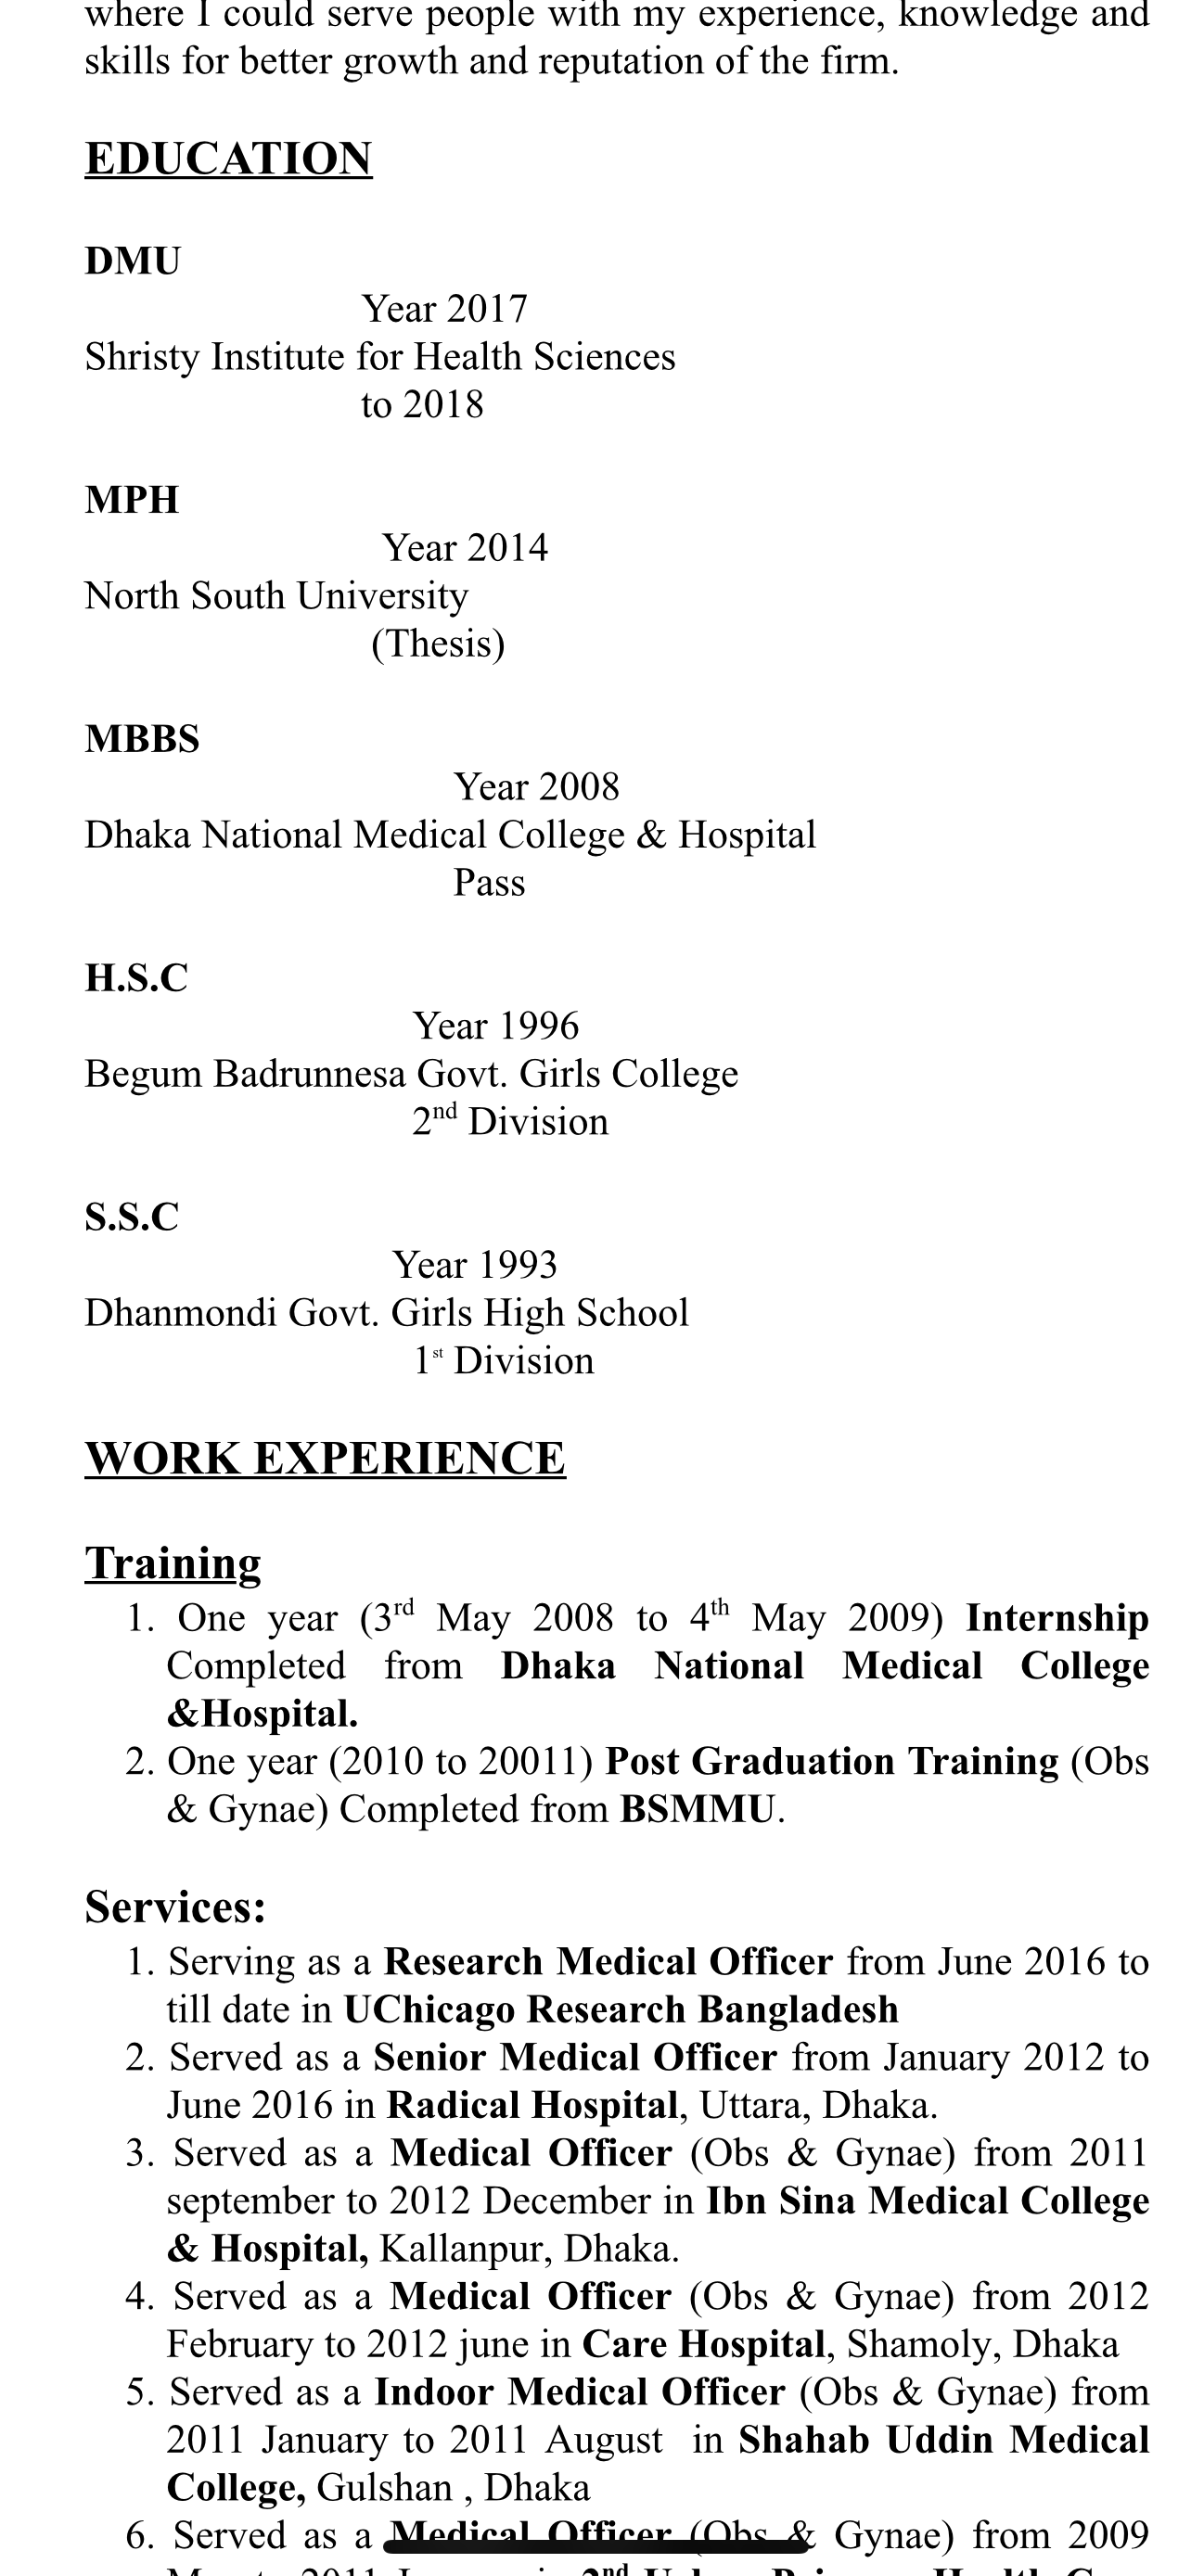 where I could serve people with my experience, knowledge and
skills for better growth and reputation of the firm.
EDUCATION
DMU
Year 2017
Shristy Institute for Health Sciences
to 2018
MPH
Year 2014
North South University
(Thesis)
MBBS
Year 2008
Dhaka National Medical College & Hospital
Pass
H.S.C
Year 1996
Begum Badrunnesa Govt. Girls College
2nd Division
S.S.C
Year 1993
Dhanmondi Govt. Girls High School
1st Division
WORK EXPERIENCE
Training
1. One year (3rd May 2008 to 4th May 2009) Internship
Completed from Dhaka National Medical College
&Hospital.
2. One year (2010 to 20011) Post Graduation Training (Obs
& Gynae) Completed from BSMMU.
Services:
1. Serving as a Research Medical Officer from June 2016 to
till date in UChicago Research Bangladesh
2. Served as a Senior Medical Officer from January 2012 to
June 2016 in Radical Hospital, Uttara, Dhaka.
3. Served as a Medical Officer (Obs & Gynae) from 2011
september to 2012 December in Ibn Sina Medical College
& Hospital, Kallanpur, Dhaka.
4. Served as a Medical Officer (Obs & Gynae) from 2012
February to 2012 june in Care Hospital, Shamoly, Dhaka
5. Served as a Indoor Medical Officer (Obs & Gynae) from
2011 January to 2011 August in Shahab Uddin Medical
College, Gulshan , Dhaka
6. Served as a Medical Officer (Obs & Gynae) from 2009